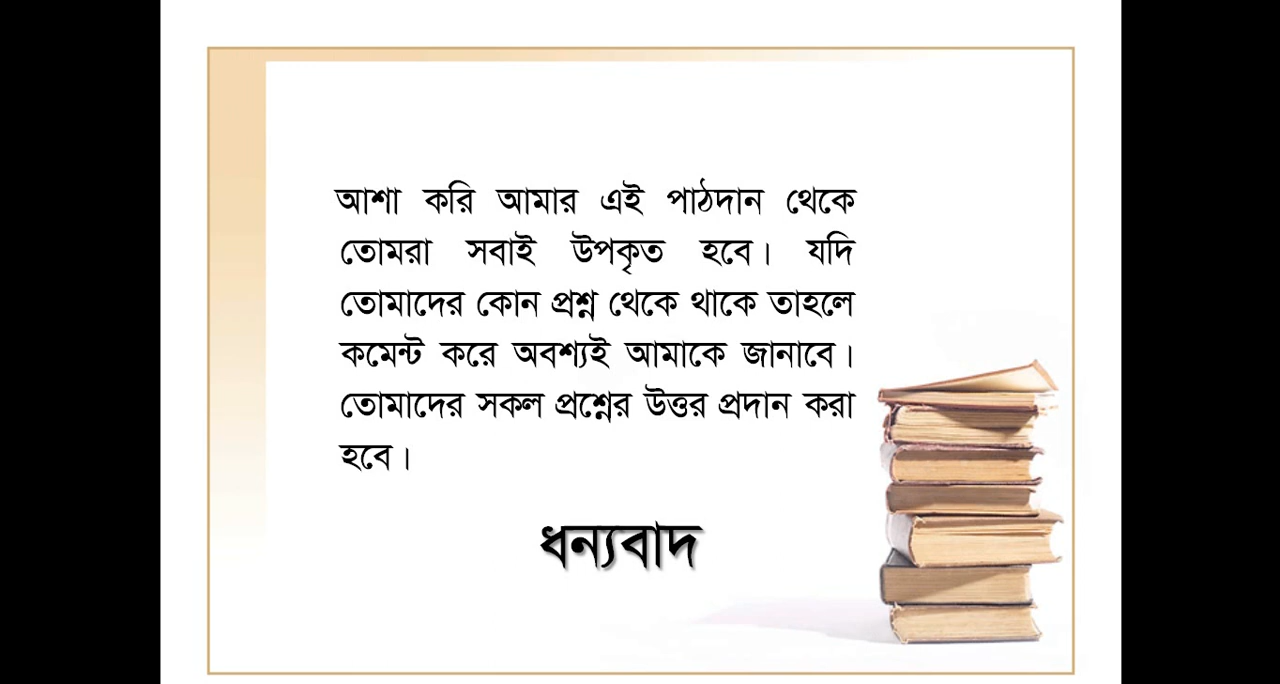 আশা করি আমার এই পাঠদান থেকে
তোমরা সবাই উপকৃত হবে। যদি
তোমাদের কোন প্রশ্ন থেকে থাকে তাহলে
কমেন্ট করে অবশ্যই আমাকে জানাবে।
তোমাদের সকল প্রশ্নের উত্তর প্রদান করা
হবে।
ধন্যবাদ